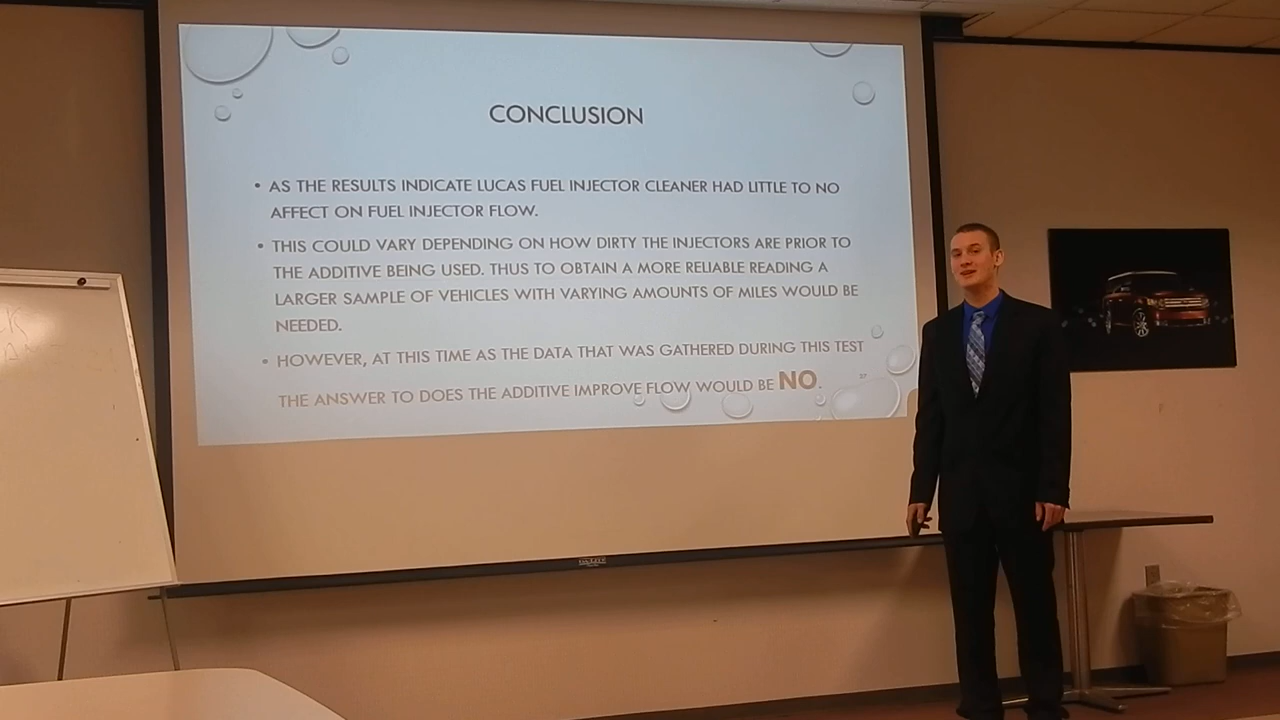 CONCLUSION
• AS THE RESULTS INDICATE LUCAS FUEL INJECTOR CLEANER HAD LITTLE TO NO
AFFECT ON FUEL INJECTOR FLOW.
• THIS COULD VARY DEPENDING ON HOW DIRTY THE INJECTORS ARE PRIOR TO
THE ADDITIVE BEING USED. THUS TO OBTAIN A MORE RELIABLE READING A
LARGER SAMPLE OF VEHICLES WITH VARYING AMOUNTS OF MILES WOULD BE
NEEDED.
• HOWEVER, AT THIS TIME AS THE DATA THAT WAS GATHERED DURING THIS TEST
THE ANSWER TO DOES THE ADDITIVE IMPROVE FLOW WOULD BE NO.